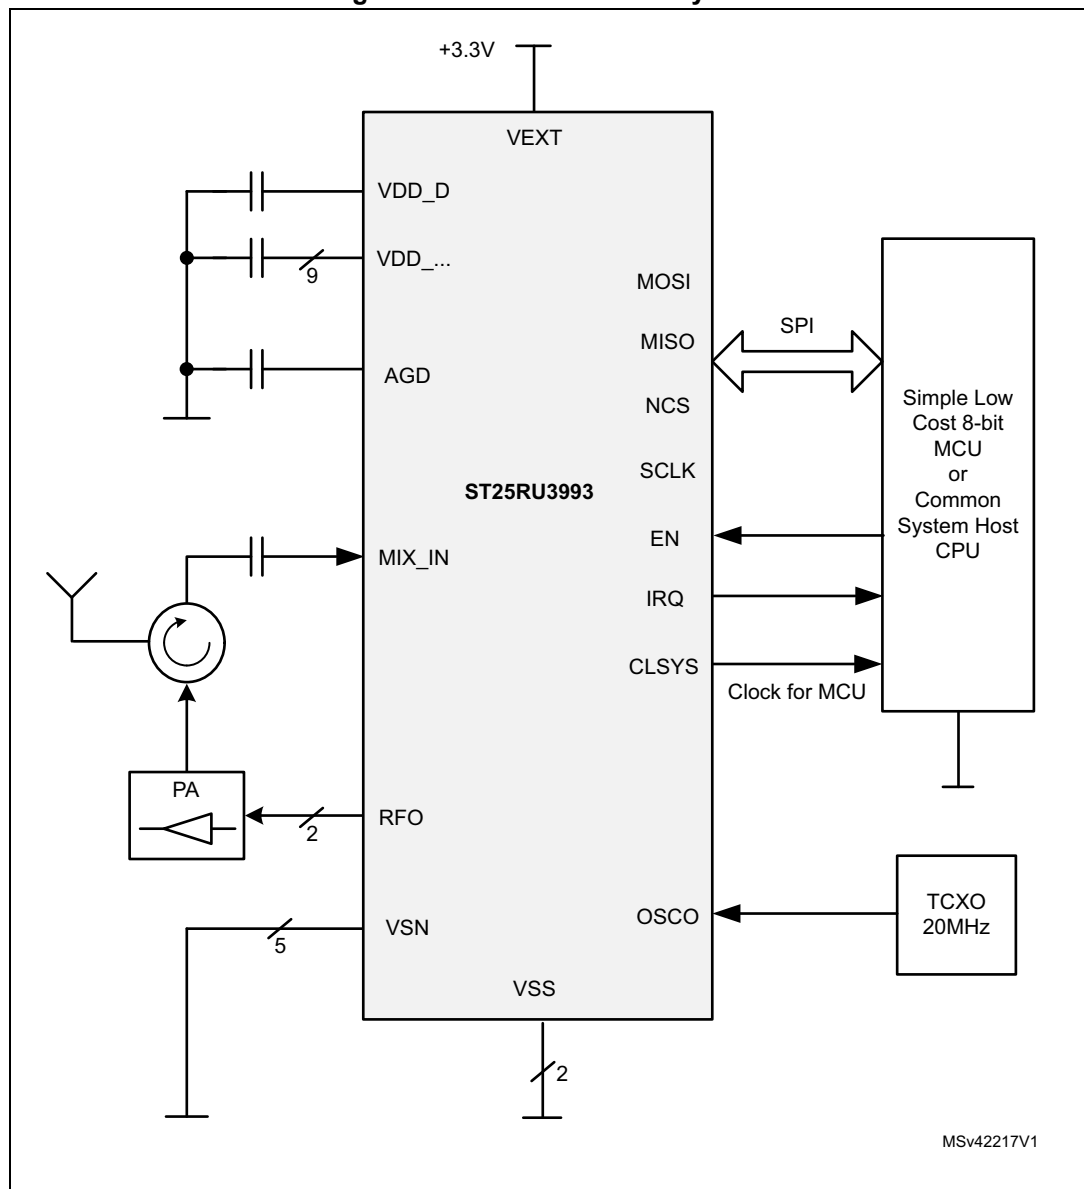 +3.3V
VEXT
VDD_D
VDD_...
9
AGD
MIX_IN
PA
RFO
2
VSN
5
VSS
2
ST25RU3993
MOSI
MISO
NCS
SCLK
EN
IRQ
CLSYS
OSCO
SPI
Clock for MCU
Simple Low
Cost 8-bit
MCU
or
Common
System Host
CPU
TCXO
20MHz
MSv42217V1